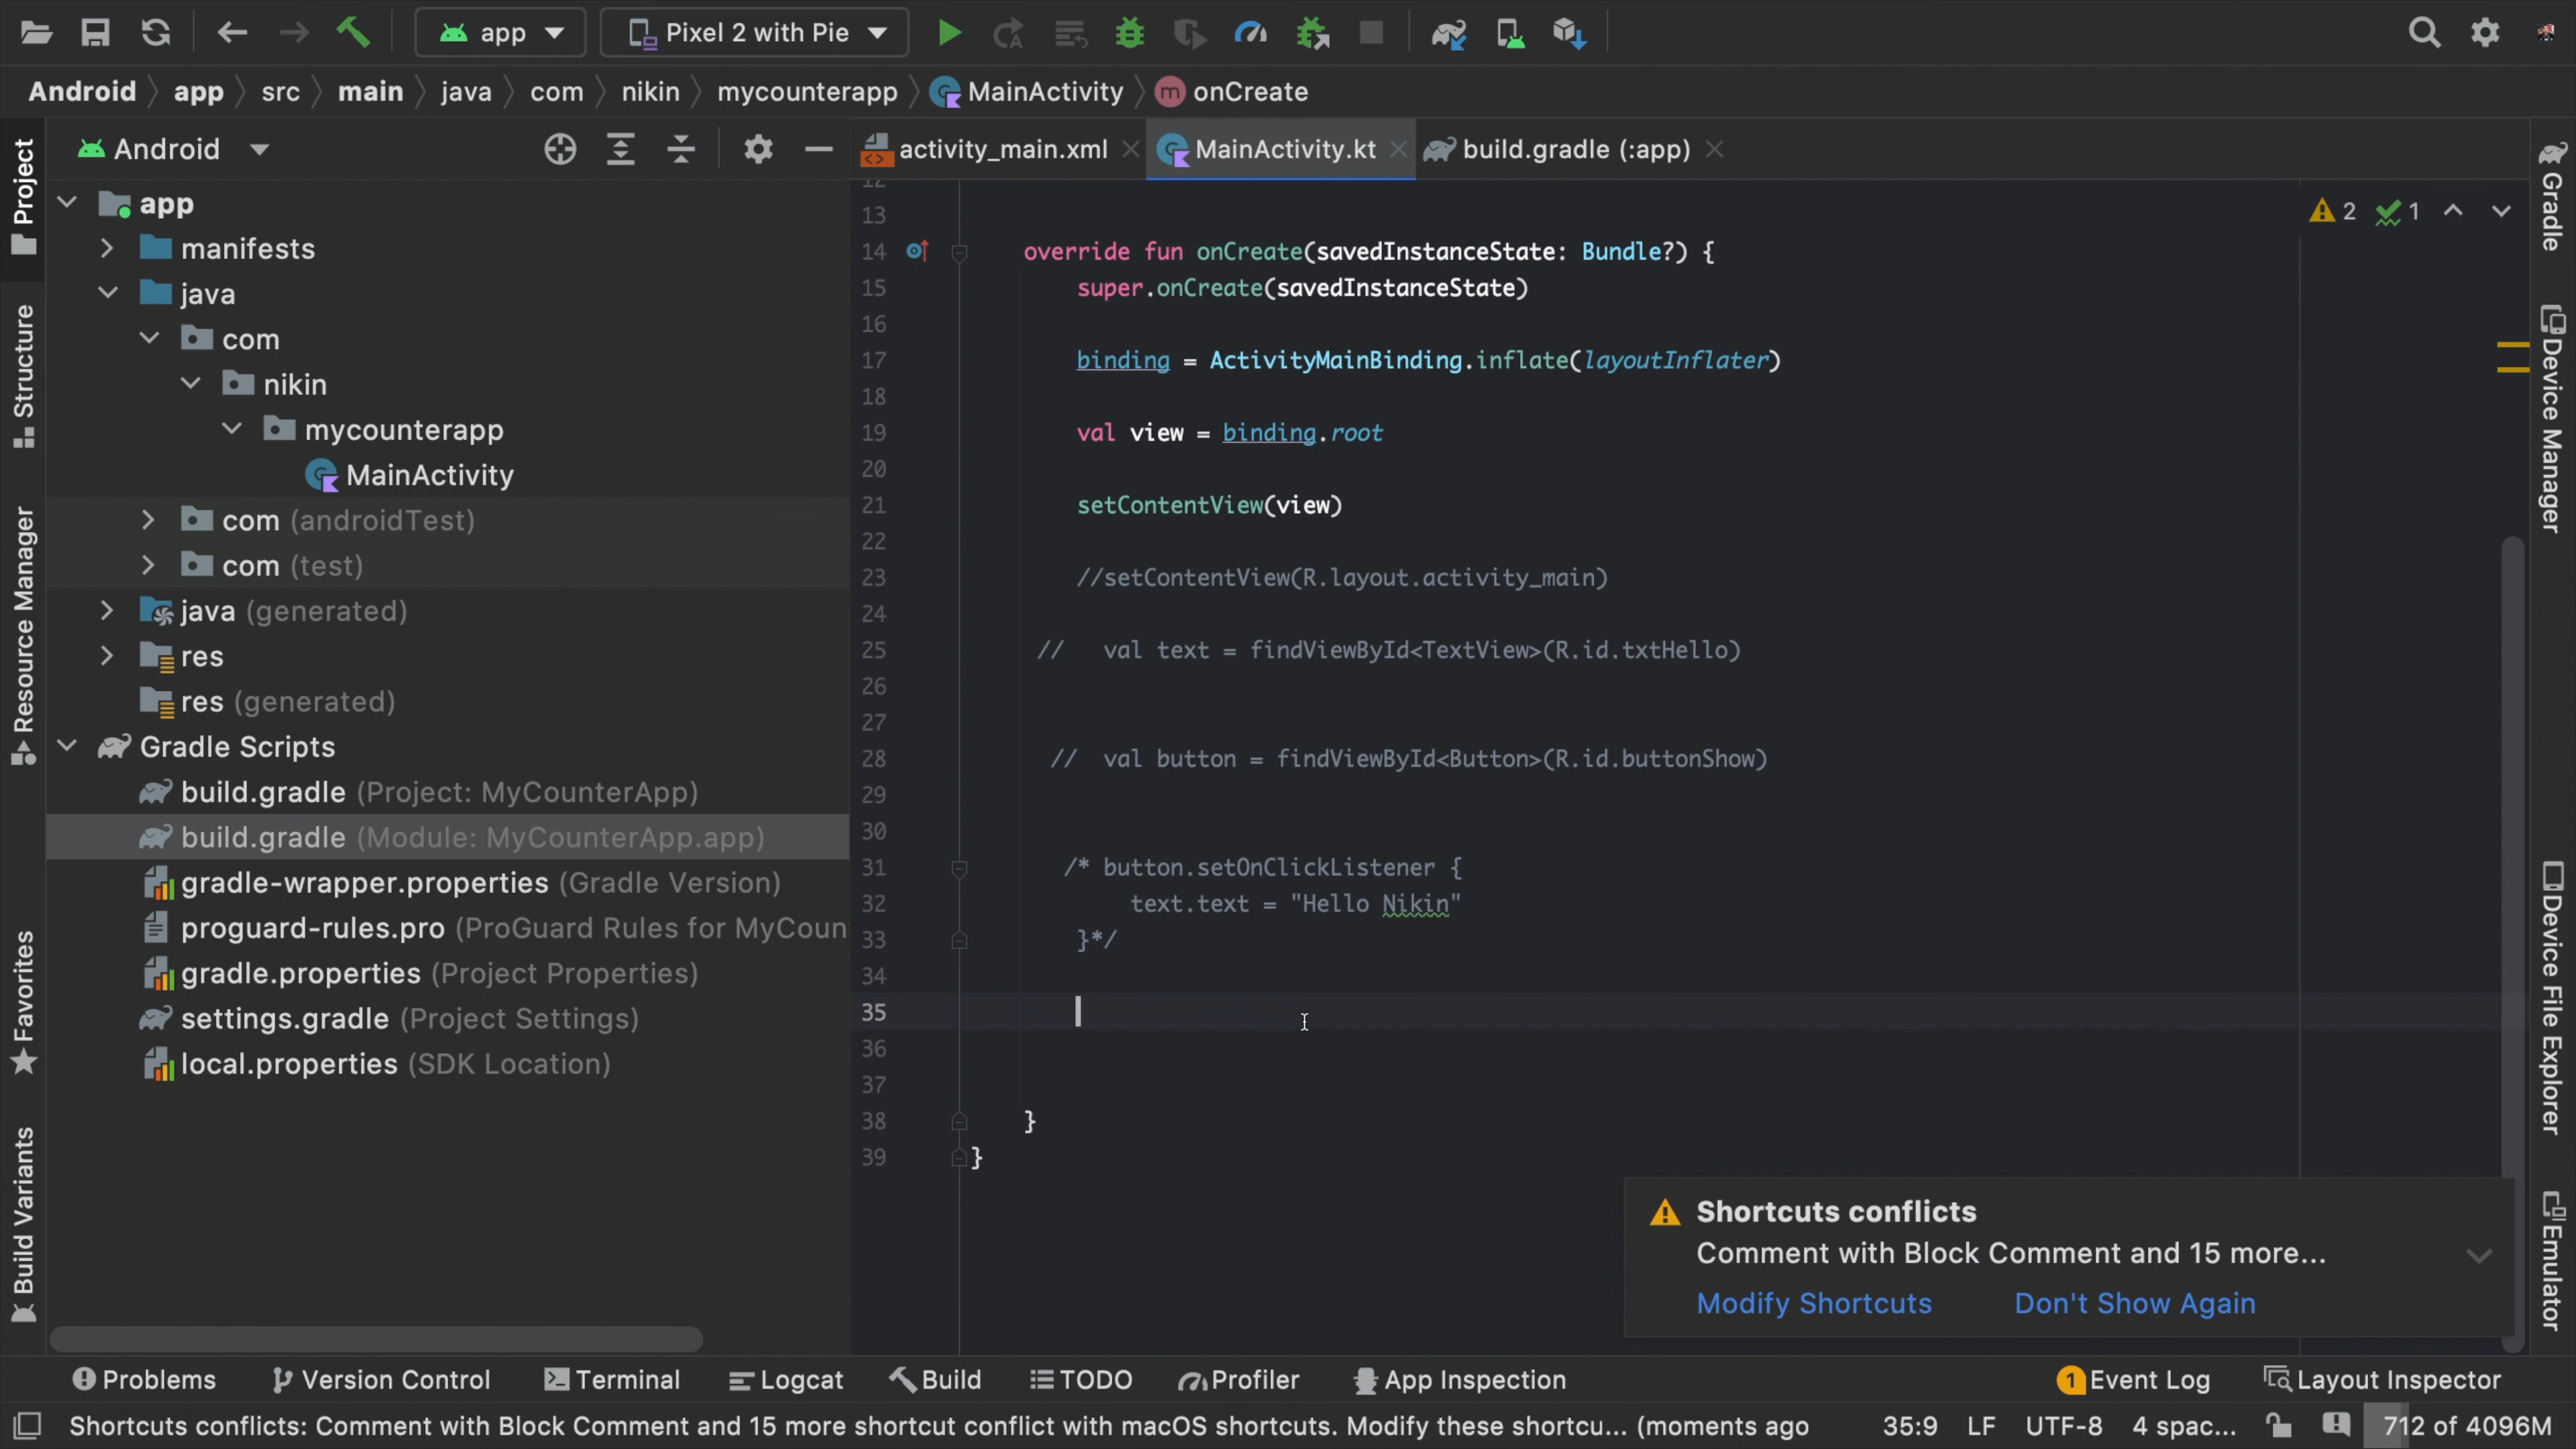 app
Pixel 2 with Pie
Android
app
src
main
java
com
nikin
mycounterapp
MainActivity
onCreate
Project
Structure
Resource Manager
Favorites
Build Variants
Android
app
manifests
java
com
nikin
mycounterapp
MainActivity
com (androidTest)
com (test)
java (generated)
res
res (generated)
Gradle Scripts
build.gradle (Project: MyCounterApp)
build.gradle (Module: MyCounterApp.app)
gradle-wrapper.properties (Gradle Version)
proguard-rules.pro (ProGuard Rules for MyCoun
gradle.properties (Project Properties)
settings.gradle (Project Settings)
local.properties (SDK Location)
activity_main.xml
MainActivity.kt
build.gradle (:app)
2
1
12
13
14 override fun onCreate(savedInstanceState: Bundle?) {
15 super.onCreate(savedInstanceState)
16
17 binding = ActivityMainBinding.inflate(layoutInflater)
18
19 val view = binding.root
20
21 setContentView(view)
22
23 //setContentView(R.layout.activity_main)
24
25 // val text = findViewById<TextView>(R.id.txtHello)
26
27
28 // val button = findViewById<Button>(R.id.buttonShow)
29
30
31 /* button.setOnClickListener {
32 text.text = "Hello Nikin"
33 }*/
34
35
36
37
38 }
39 }
Shortcuts conflicts
Comment with Block Comment and 15 more...
Modify Shortcuts
Don't Show Again
Gradle
Device Manager
Device File Explorer
Emulator
Problems
Version Control
Terminal
Logcat
Build
TODO
Profiler
App Inspection
1 Event Log
Layout Inspector
Shortcuts conflicts: Comment with Block Comment and 15 more shortcut conflict with macOS shortcuts. Modify these shortcu... (moments ago
35:9
LF
UTF-8
4 spac...
712 of 4096M